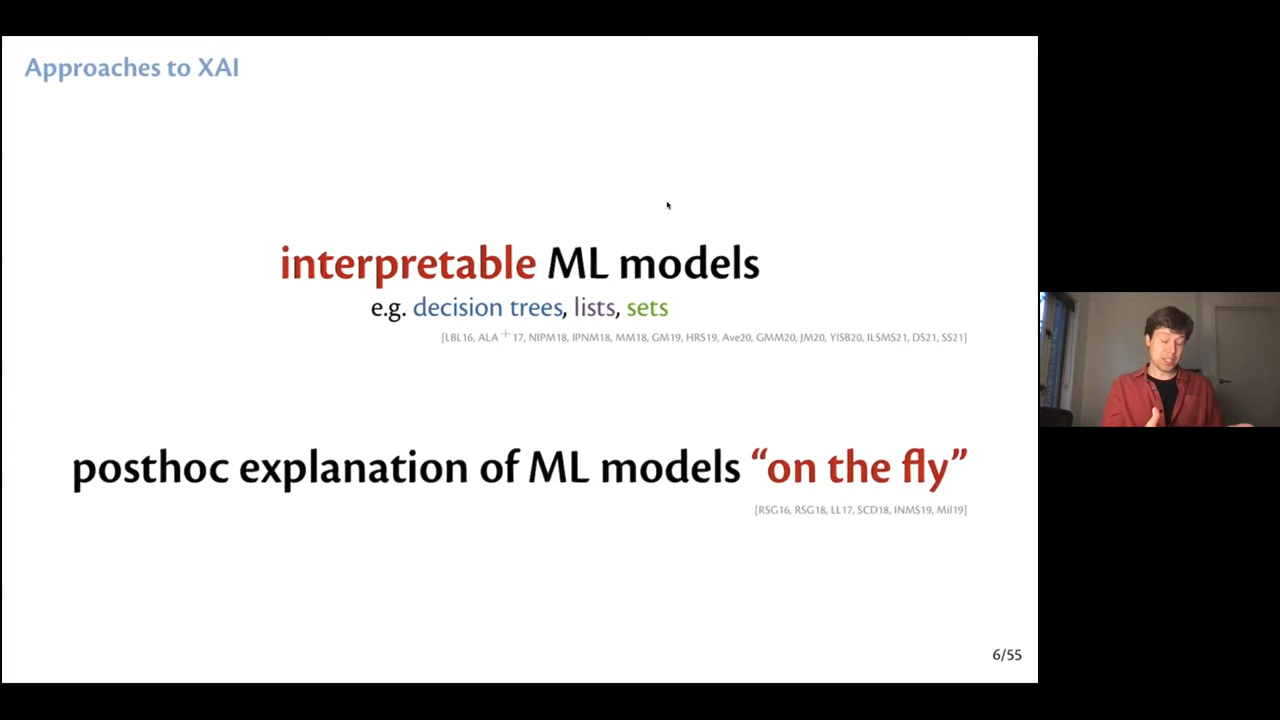 Approaches to XAI
interpretable ML models
e.g. decision trees, lists, sets
[LBL16, ALA+17, NIPM18, IPNM18, MM18, GM19, HRS19, Ave20, GMM20, JM20, YISB20, ILSMS21, DS21, SS21]
posthoc explanation of ML models “on the fly”
[RSG16, RSG18, LL17, SCD18, INMS19, Mil19]
6/55